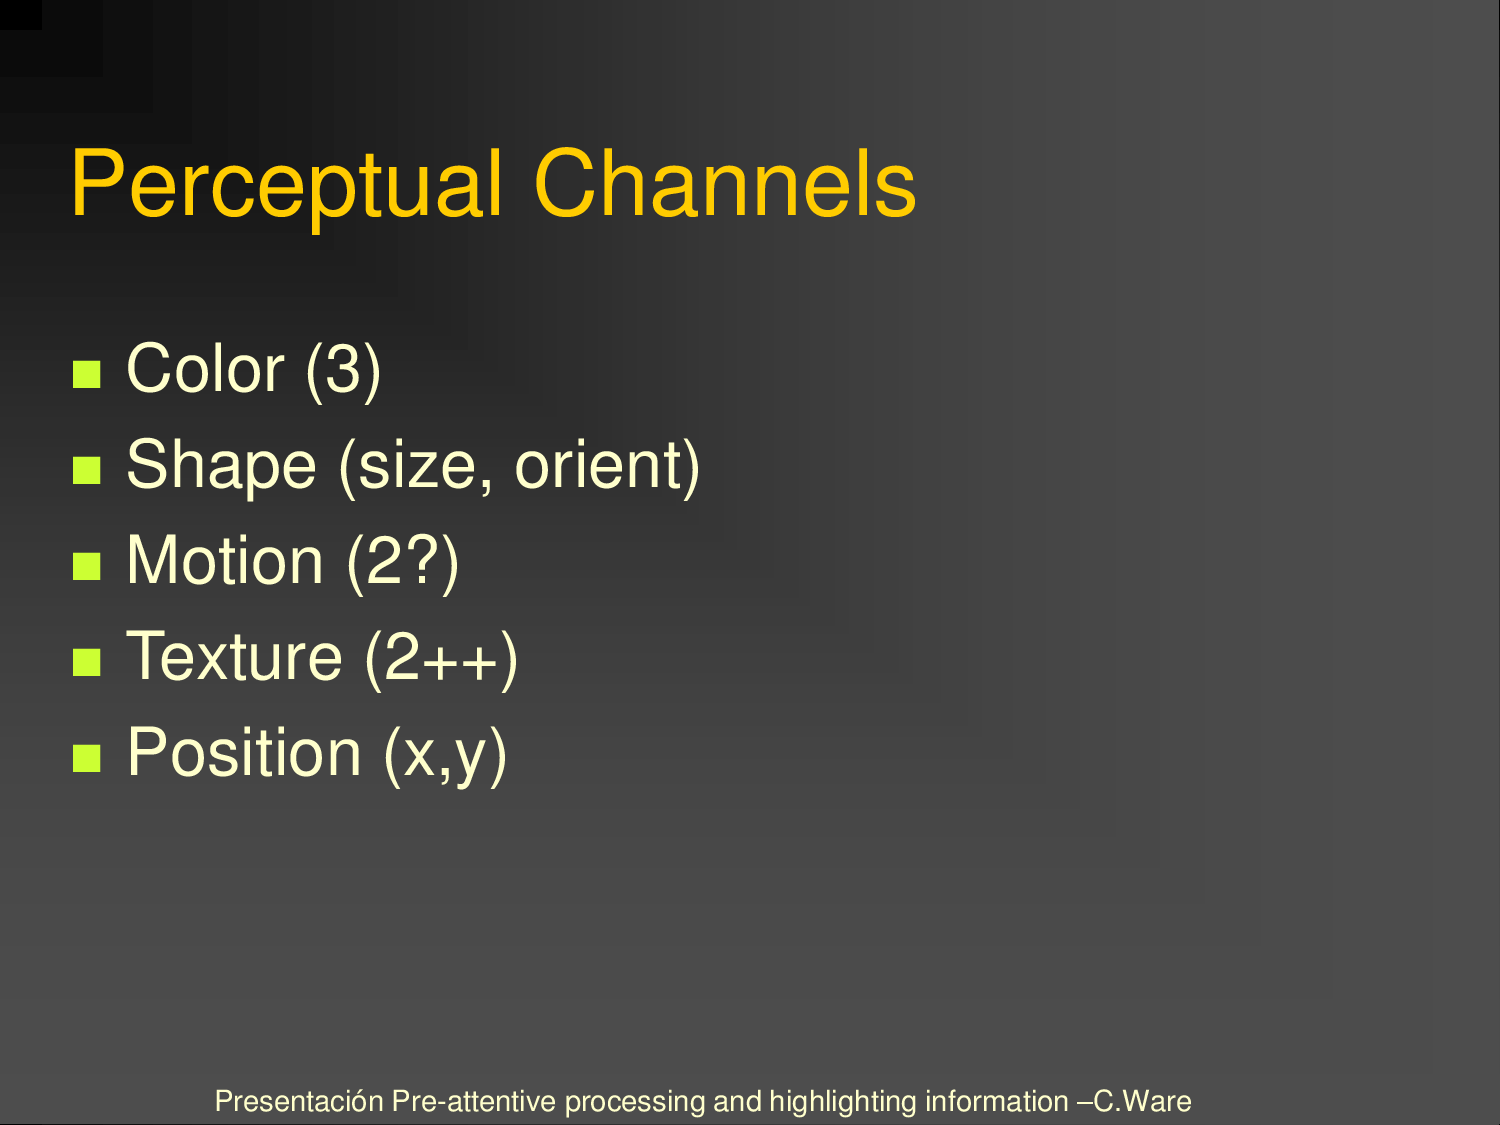 Perceptual Channels
Color (3)
Shape (size, orient)
Motion (2?)
Texture (2++)
Position (x,y)
Presentación Pre-attentive processing and highlighting information –C.Ware